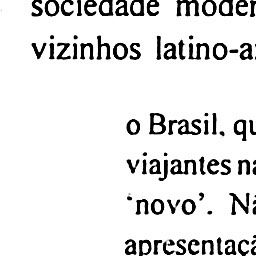 sociedade moder
vizinhos latino-a
o Brasil, qu
viajantes na
‘novo’. Nã
apresentaçã